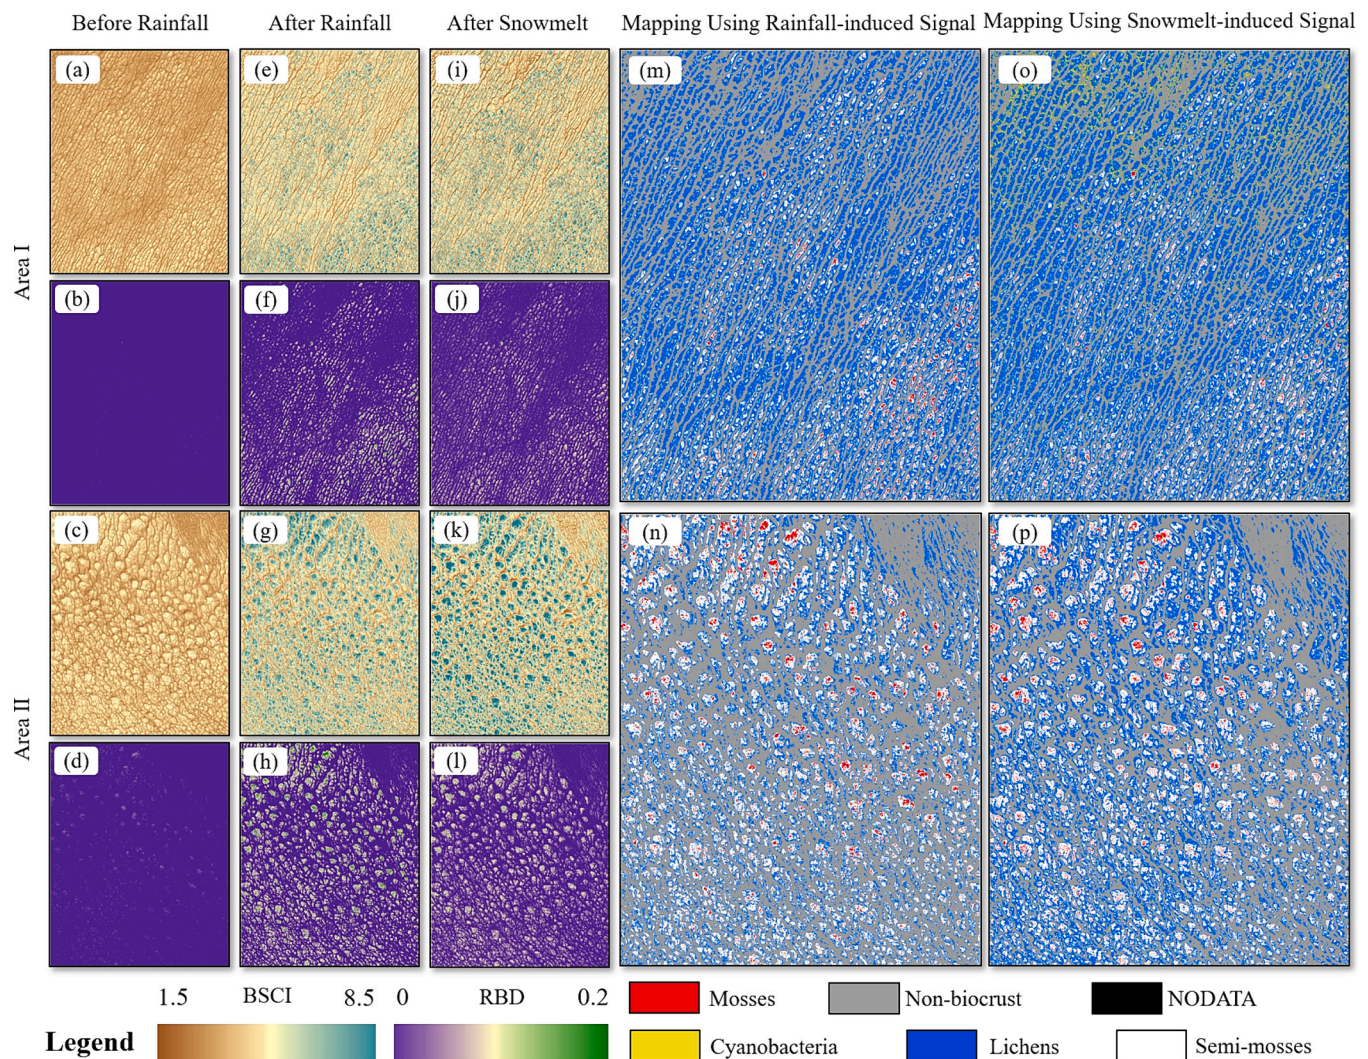 Before Rainfall
After Rainfall
After Snowmelt
Mapping Using Rainfall-induced Signal
Mapping Using Snowmelt-induced Signal
Area I
(a)
(e)
(i)
(m)
(o)
(b)
(f)
(j)
Area II
(c)
(g)
(k)
(n)
(p)
(d)
(h)
(l)
Legend
1.5 BSCI 8.5
0 RBD 0.2
Mosses
Non-biocrust
NODATA
Cyanobacteria
Lichens
Semi-mosses